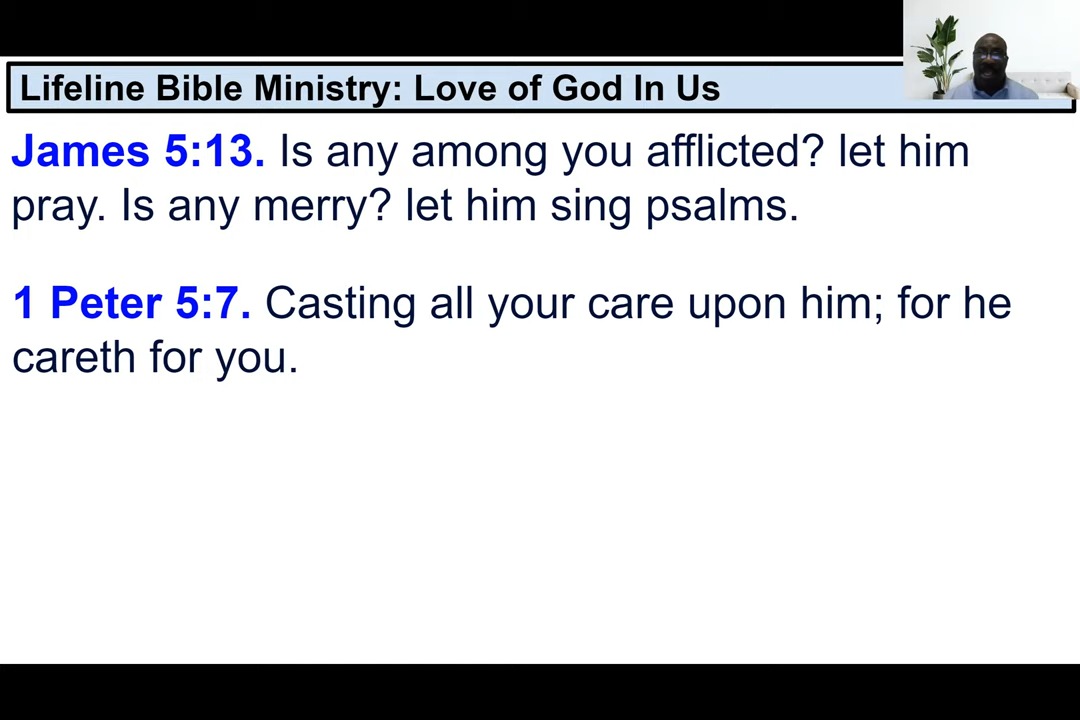 Lifeline Bible Ministry: Love of God In Us
James 5:13. Is any among you afflicted? let him
pray. Is any merry? let him sing psalms.
1 Peter 5:7. Casting all your care upon him; for he
careth for you.